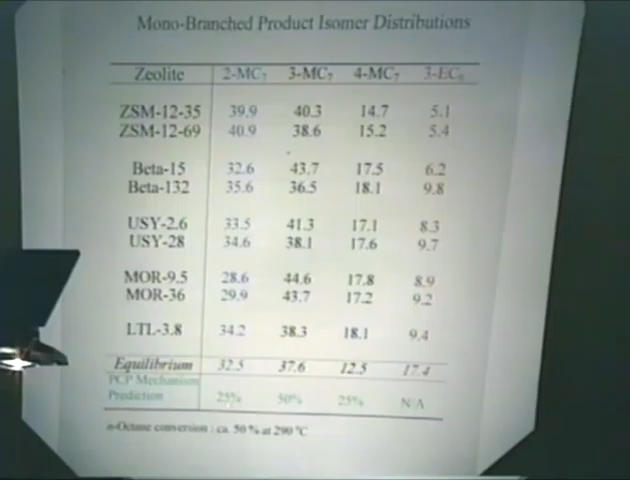 Mono-Branched Product Isomer Distributions
Zeolite 2-MC₇ 3-MC₇ 4-MC₇ 3-EC₆
ZSM-12-35 39.9 40.3 14.7 5.1
ZSM-12-69 40.9 38.6 15.2 5.4
Beta-15 32.6 43.7 17.5 6.2
Beta-132 35.6 36.5 18.1 9.8
USY-2.6 33.5 41.3 17.1 8.3
USY-28 34.6 38.1 17.6 9.7
MOR-9.5 28.6 44.6 17.8 8.9
MOR-36 29.9 43.7 17.2 9.2
LTL-3.8 34.2 38.3 18.1 9.4
Equilibrium 32.5 37.6 12.5 17.4
PCP Mechanism
Prediction 25% 50% 25% N/A
n-Octane conversion : ca. 50 % at 290 °C